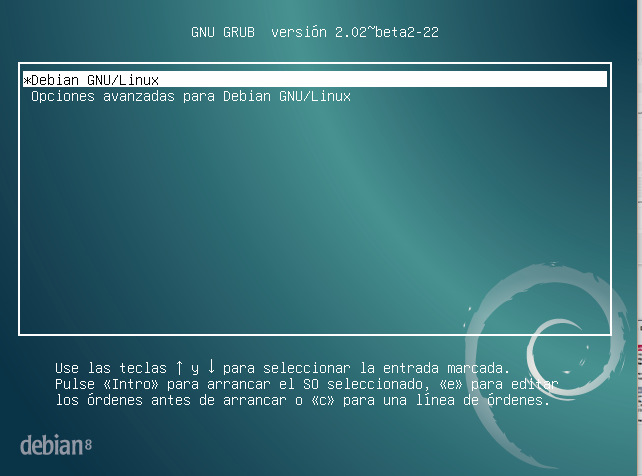 GNU GRUB versión 2.02~beta2-22
*Debian GNU/Linux
Opciones avanzadas para Debian GNU/Linux
Use las teclas ↑ y ↓ para seleccionar la entrada marcada.
Pulse «Intro» para arrancar el SO seleccionado, «e» para editar
los órdenes antes de arrancar o «c» para una línea de órdenes.
debian8